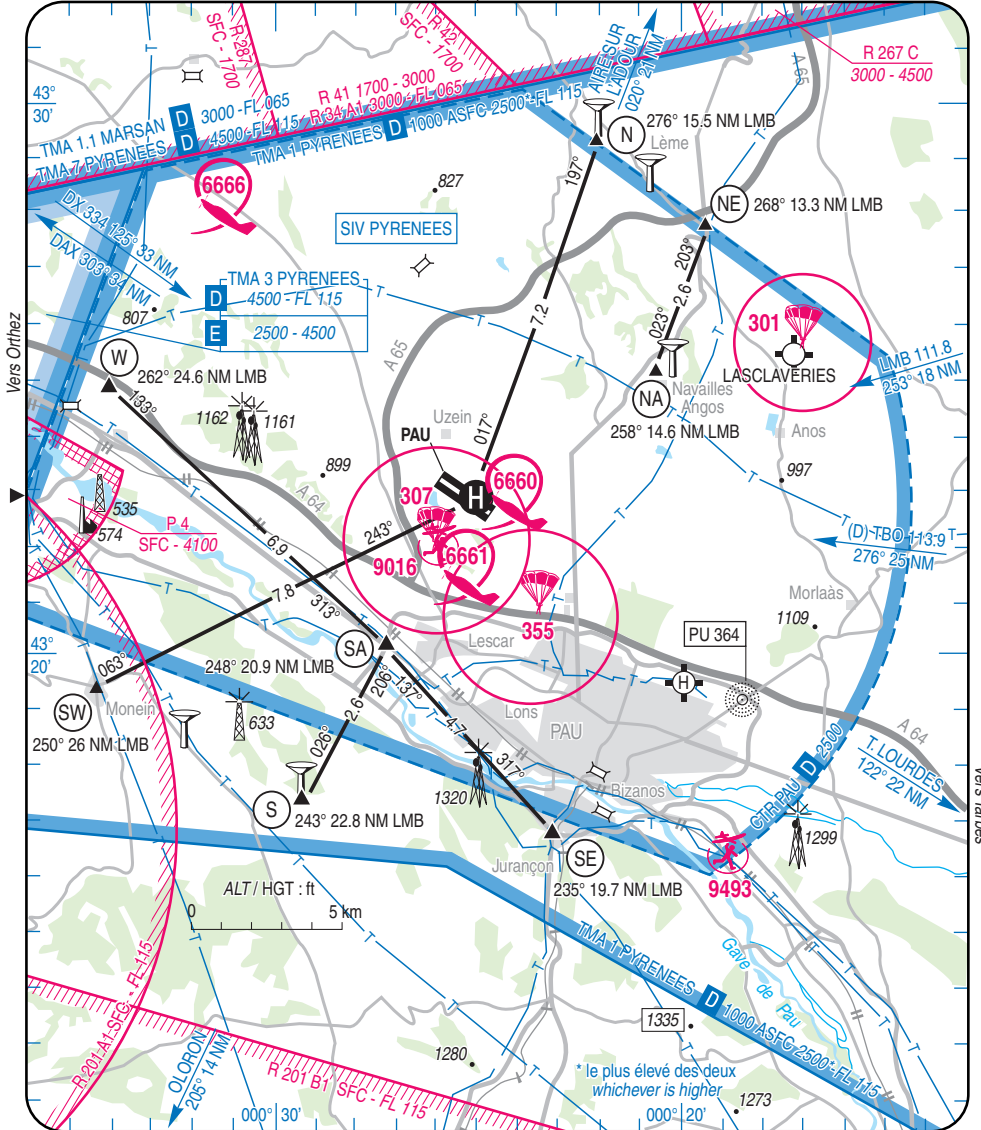 R 287
SFC - 1700
R 42
SFC - 1700
AIRE SUR
L'ADOUR
020° 21 NM
A 65
R 267 C
3000 - 4500
43°
30'
R 41 1700 - 3000
R 34 A1 3000 - FL 065
TMA 1.1 MARSAN D 3000 - FL 065
TMA 7 PYRENEES D 4500 - FL 115
TMA 1 PYRENEES D 1000 ASFC 2500*-FL 115
N 276° 15.5 NM LMB
Lème
6666
827
197°
NE 268° 13.3 NM LMB
SIV PYRENEES
DX 334 125° 33 NM
DAX 303° 34 NM
TMA 3 PYRENEES
D 4500 - FL 115
E 2500 - 4500
807
203°
2.6
023°
7.2
301
LASCLAVERIES
LMB 111.8
253° 18 NM
Vers Orthez
W
262° 24.6 NM LMB
133°
A 65
1162
1161
Uzein
017°
NA
Navailles
Angos
258° 14.6 NM LMB
Anos
PAU
899
A 64
H
6660
307
997
535
574
P 4
SFC - 4100
243°
9016
6661
(D) TBO 113.9
276° 25 NM
6.9
7.8
313°
355
Morlaàs
1109
PU 364
43°
20'
063°
SA
Lescar
248° 20.9 NM LMB
206°
137°
H
SW
Monein
250° 26 NM LMB
633
2.6
026°
4.7
317°
Lons
PAU
A 64
T.LOURDES
122° 22 NM
CTR PAU D 2500
S
243° 22.8 NM LMB
1320
Bizanos
1299
Jurançon
SE
235° 19.7 NM LMB
9493
ALT / HGT : ft
0 5 km
TMA 1 PYRENEES D 1000 ASFC 2500*-FL 115
Gave
de Pau
R 201 A1 SFC - FL 115
OLORON
205° 14 NM
R 201 B1 SFC - FL 115
1280
1335
* le plus élevé des deux
whichever is higher
000° 30'
000° 20'
1273